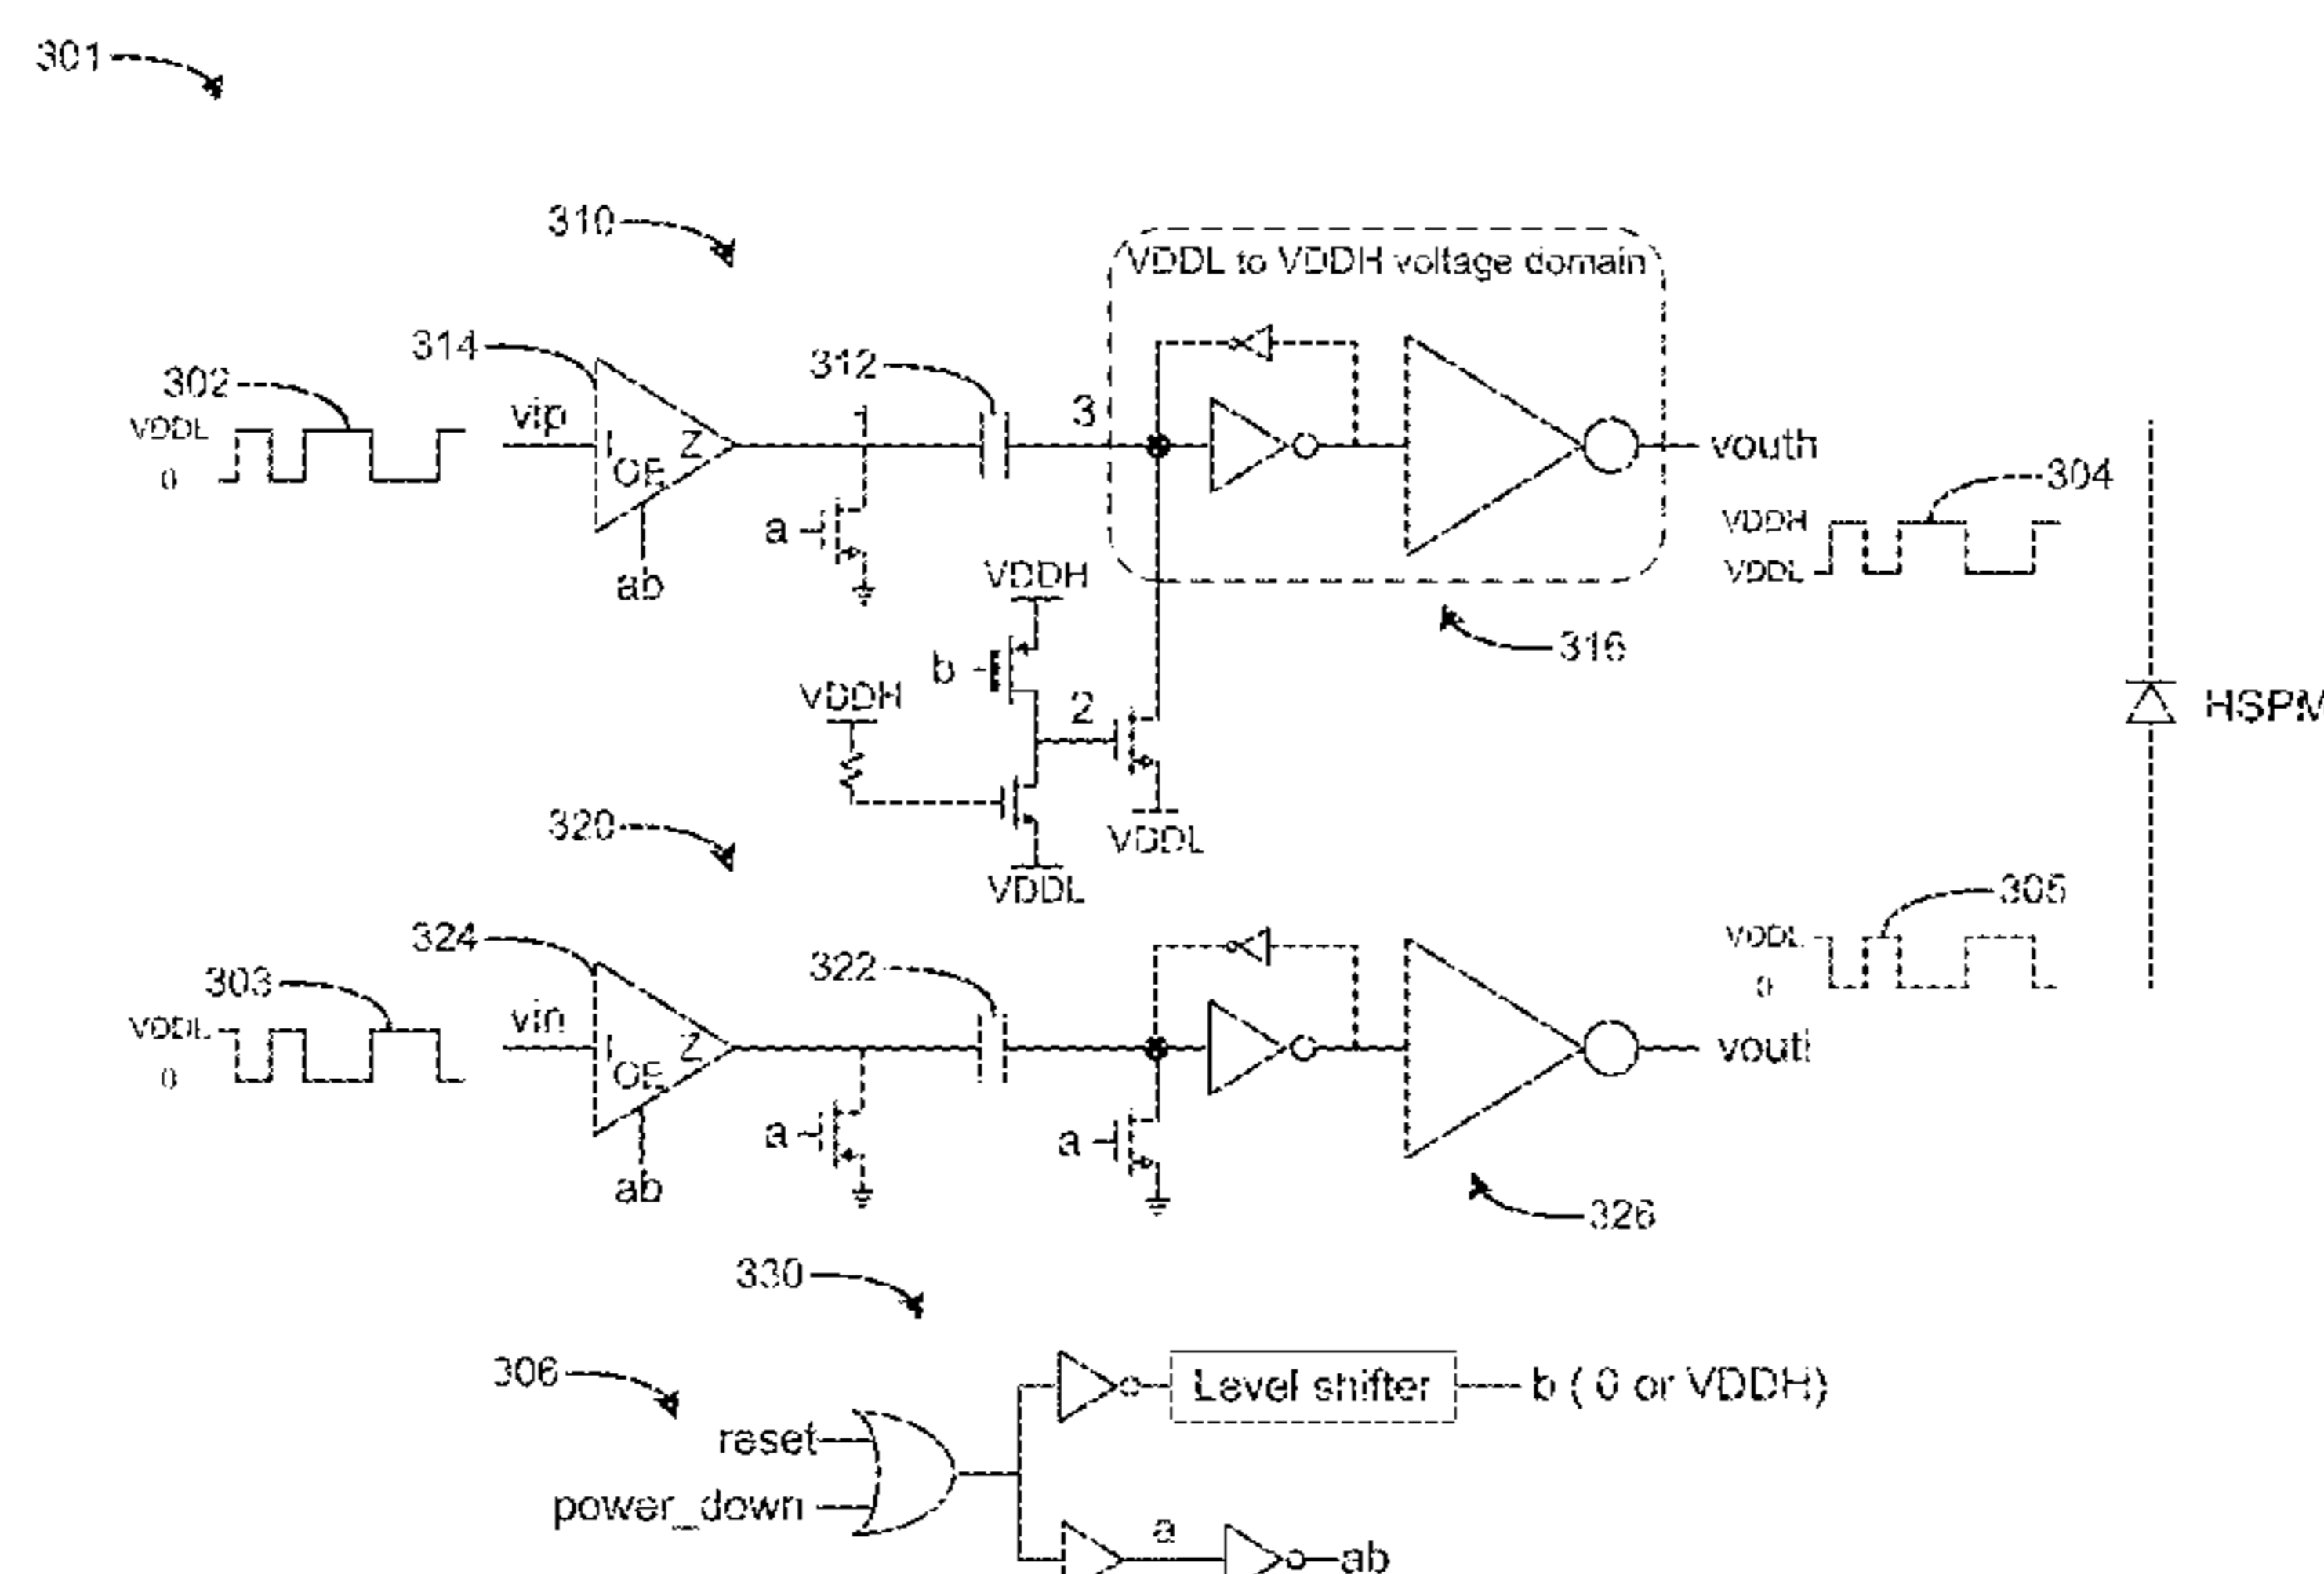 301
310
VDDL to VDDH voltage domain
314
312
302
VDDL
0
vip
I
OE
Z
1
3
vouth
304
VDDH
VDDL
a
ab
VDDH
316
b
VDDH
2
HSPM
320
VDDL
VDDL
305
VDDL
0
324
322
303
VDDL
0
vin
I
OE
Z
voutl
a
a
ab
326
330
306
Level shifter
b ( 0 or VDDH)
reset
power_down
a
ab